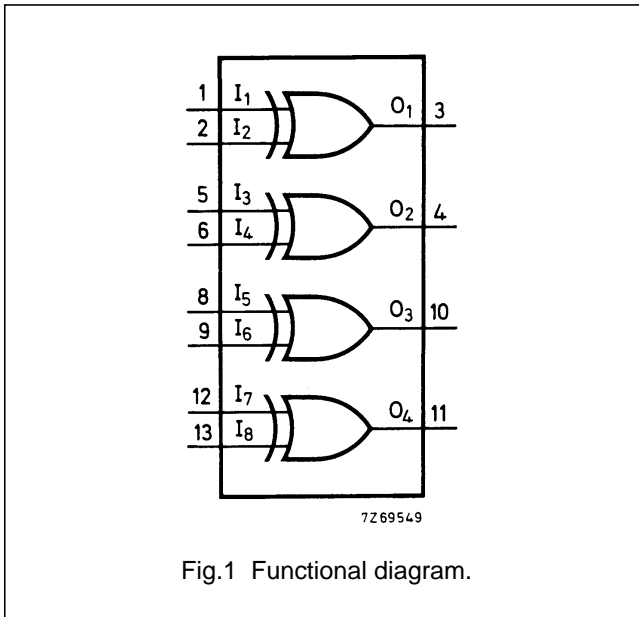 1 I₁ O₁ 3
2 I₂
5 I₃ O₂ 4
6 I₄
8 I₅ O₃ 10
9 I₆
12 I₇ O₄ 11
13 I₈
7Z69549
Fig.1 Functional diagram.